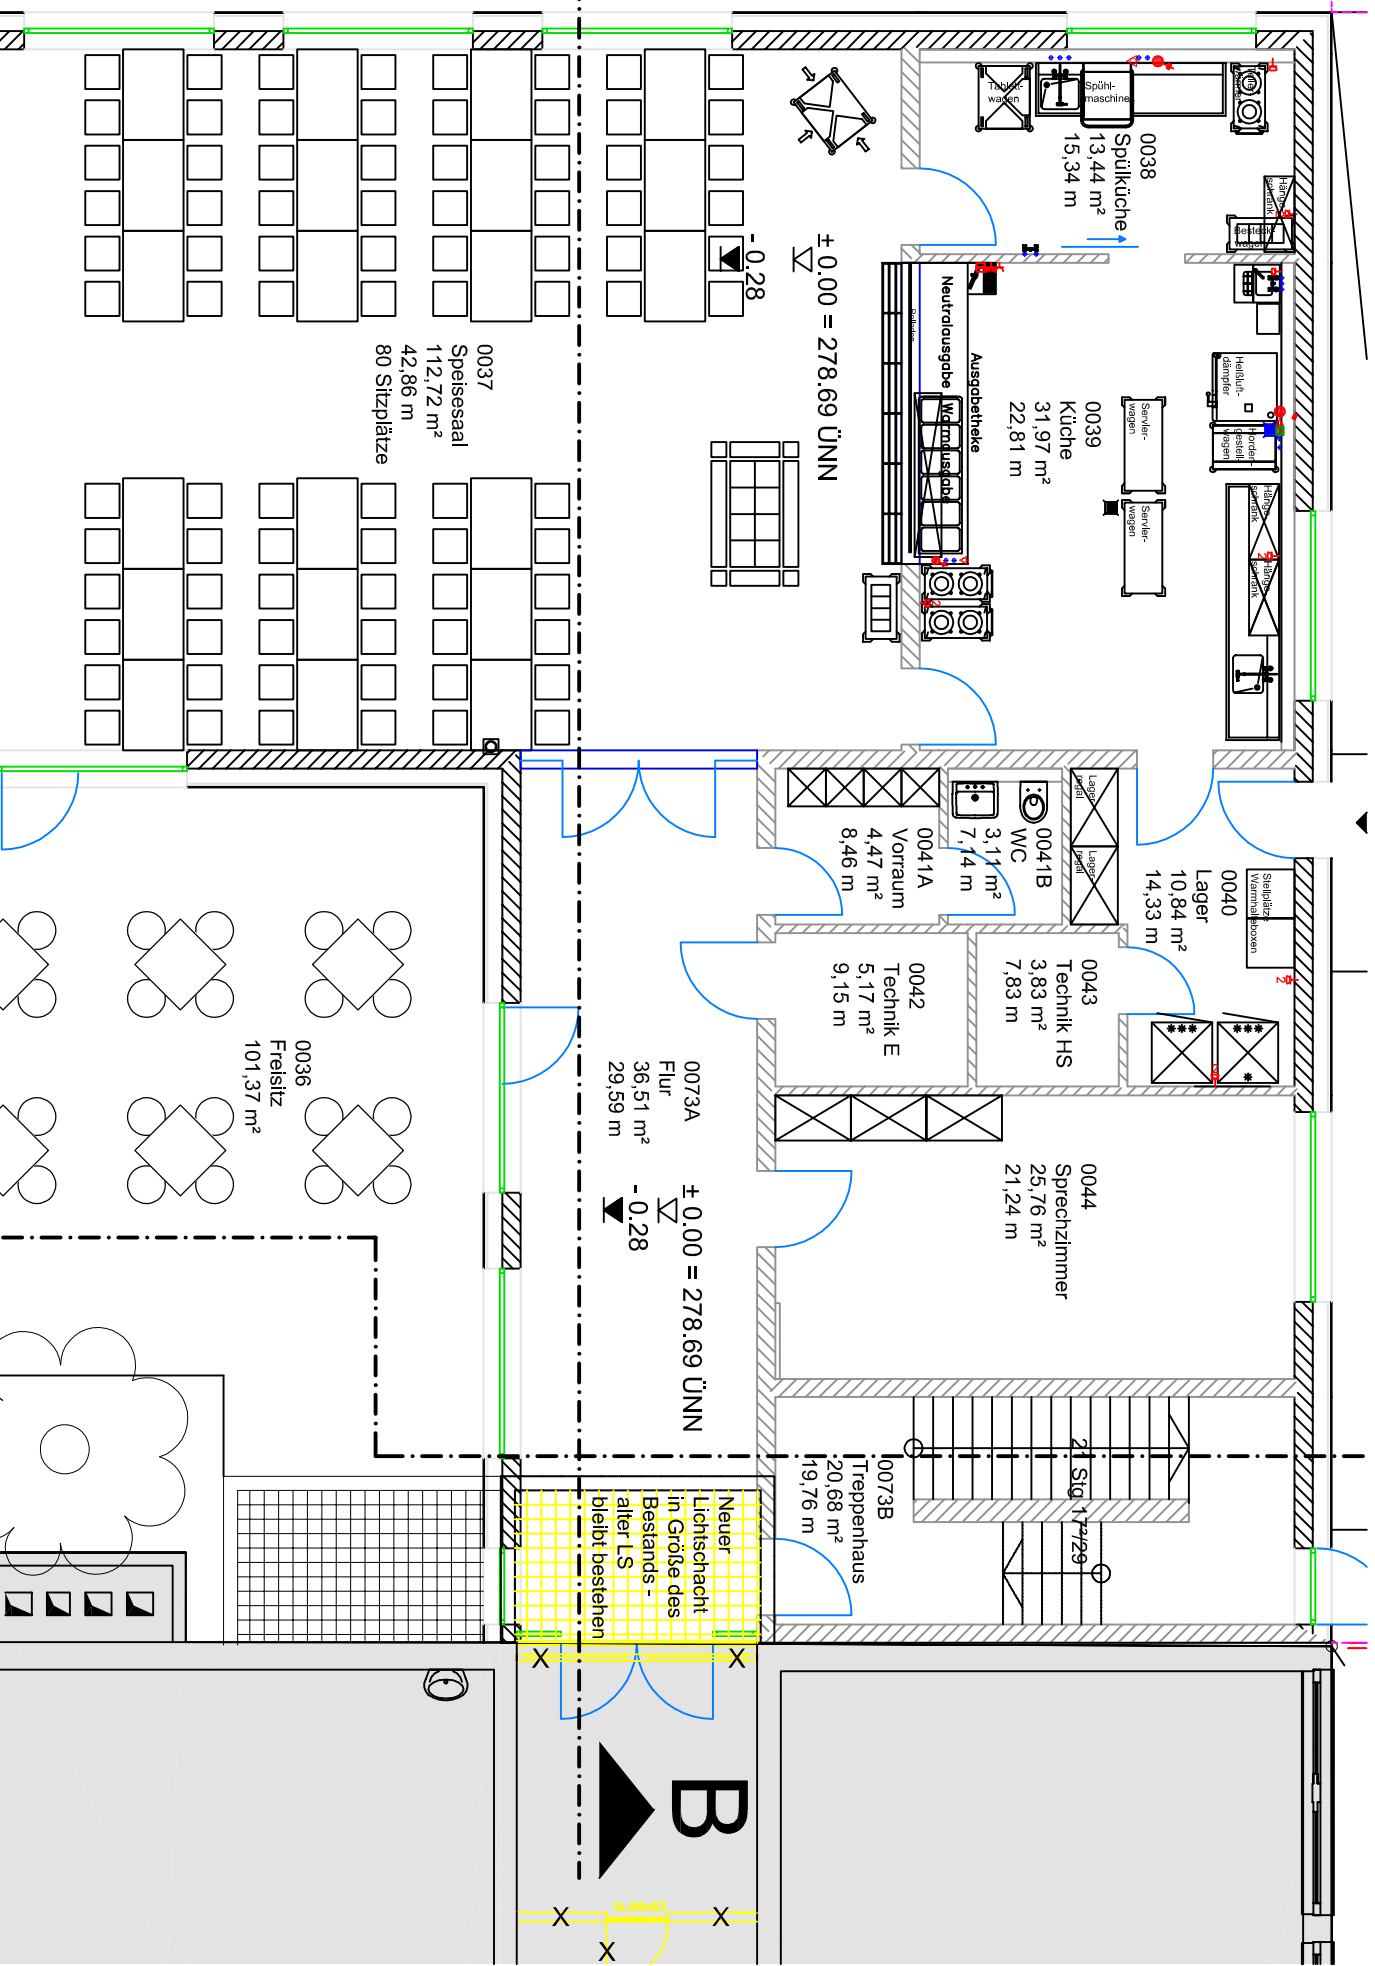 0038
Spülküche
13,44 m²
15,34 m
Tablett-
wagen
Spühl-
maschine
Hänge-
schrank
Besteck-
wagen
± 0.00 = 278.69 ÜNN
- 0.28
0037
Speisesaal
112,72 m²
42,86 m
80 Sitzplätze
Rolladen
Neutralausgabe
Warmausgabe
Ausgabetheke
0039
Küche
31,97 m²
22,81 m
Servier-
wagen
Servier-
wagen
Heißluft-
dämpfer
Horden-
gestell-
wagen
Hänge-
schrank
2
Hänge-
schrank
2
0041A
Vorraum
4,47 m²
8,46 m
0041B
WC
3,11 m²
7,14 m
Lager-
regal
Lager-
regal
0040
Lager
10,84 m²
14,33 m
Stellplätze
Warmhalteboxen
2
0042
Technik E
5,17 m²
9,15 m
0043
Technik HS
3,83 m²
7,83 m
0036
Freisitz
101,37 m²
0073A
Flur
36,51 m²
29,59 m
± 0.00 = 278.69 ÜNN
- 0.28
0044
Sprechzimmer
25,76 m²
21,24 m
0073B
Treppenhaus
20,68 m²
19,76 m
21 Stg 17²/29
Neuer
Lichtschacht
in Größe des
Bestands -
alter LS
bleibt bestehen
X
X
B
X
X
X